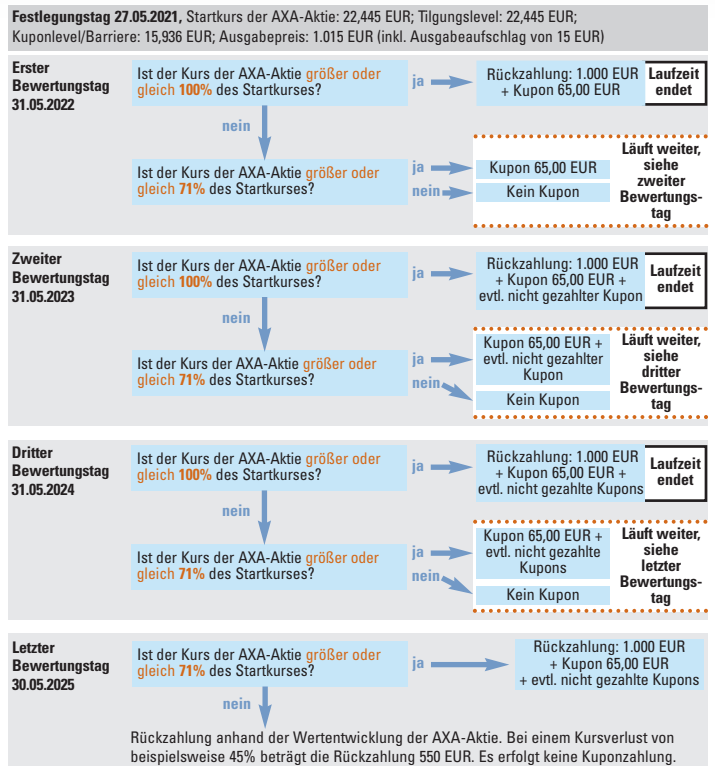 Festlegungstag 27.05.2021, Startkurs der AXA-Aktie: 22,445 EUR; Tilgungslevel: 22,445 EUR;
Kuponlevel/Barriere: 15,936 EUR; Ausgabepreis: 1.015 EUR (inkl. Ausgabeaufschlag von 15 EUR)
Erster
Bewertungstag
31.05.2022
Ist der Kurs der AXA-Aktie größer oder
gleich 100% des Startkurses?
ja
Rückzahlung: 1.000 EUR
+ Kupon 65,00 EUR
Laufzeit
endet
nein
Ist der Kurs der AXA-Aktie größer oder
gleich 71% des Startkurses?
ja
nein
Kupon 65,00 EUR
Kein Kupon
Läuft weiter,
siehe
zweiter
Bewertungs-
tag
Zweiter
Bewertungstag
31.05.2023
Ist der Kurs der AXA-Aktie größer oder
gleich 100% des Startkurses?
ja
Rückzahlung: 1.000 EUR
+ Kupon 65,00 EUR +
evtl. nicht gezahlter Kupon
Laufzeit
endet
nein
Ist der Kurs der AXA-Aktie größer oder
gleich 71% des Startkurses?
ja
nein
Kupon 65,00 EUR +
evtl. nicht gezahlter
Kupon
Kein Kupon
Läuft weiter,
siehe
dritter
Bewertungs-
tag
Dritter
Bewertungstag
31.05.2024
Ist der Kurs der AXA-Aktie größer oder
gleich 100% des Startkurses?
ja
Rückzahlung: 1.000 EUR
+ Kupon 65,00 EUR +
evtl. nicht gezahlte Kupons
Laufzeit
endet
nein
Ist der Kurs der AXA-Aktie größer oder
gleich 71% des Startkurses?
ja
nein
Kupon 65,00 EUR +
evtl. nicht gezahlte
Kupons
Kein Kupon
Läuft weiter,
siehe
letzter
Bewertungs-
tag
Letzter
Bewertungstag
30.05.2025
Ist der Kurs der AXA-Aktie größer oder
gleich 71% des Startkurses?
ja
Rückzahlung: 1.000 EUR
+ Kupon 65,00 EUR
+ evtl. nicht gezahlte Kupons
nein
Rückzahlung anhand der Wertentwicklung der AXA-Aktie. Bei einem Kursverlust von
beispielsweise 45% beträgt die Rückzahlung 550 EUR. Es erfolgt keine Kuponzahlung.